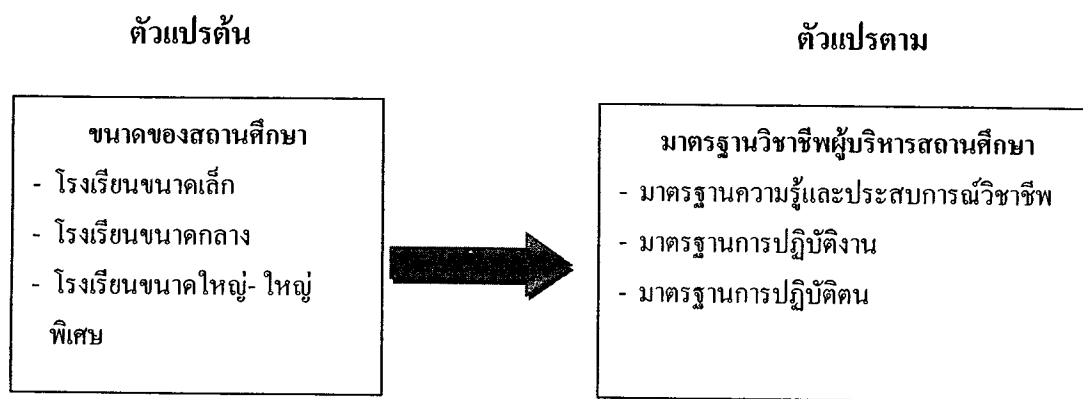 ตัวแปรต้น
ตัวแปรตาม
ขนาดของสถานศึกษา
- โรงเรียนขนาดเล็ก
- โรงเรียนขนาดกลาง
- โรงเรียนขนาดใหญ่- ใหญ่
พิเศษ
มาตรฐานวิชาชีพผู้บริหารสถานศึกษา
- มาตรฐานความรู้และประสบการณ์วิชาชีพ
- มาตรฐานการปฏิบัติงาน
- มาตรฐานการปฏิบัติตน